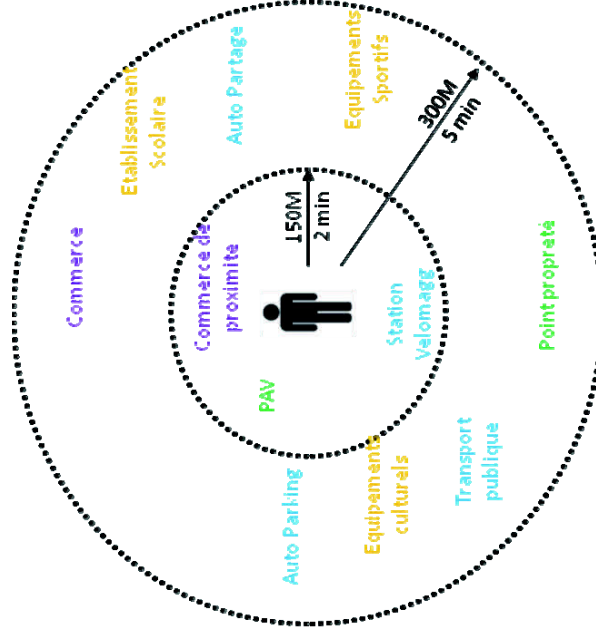 Commerce
Etablissement
Scolaire
Commerce de
proximite
Auto Partage
PAV
Auto Parking
150M
2 min
Equipements
Sportifs
Equipements
culturels
Station
Velomagg
300M
5 min
Transport
publique
Point propreté